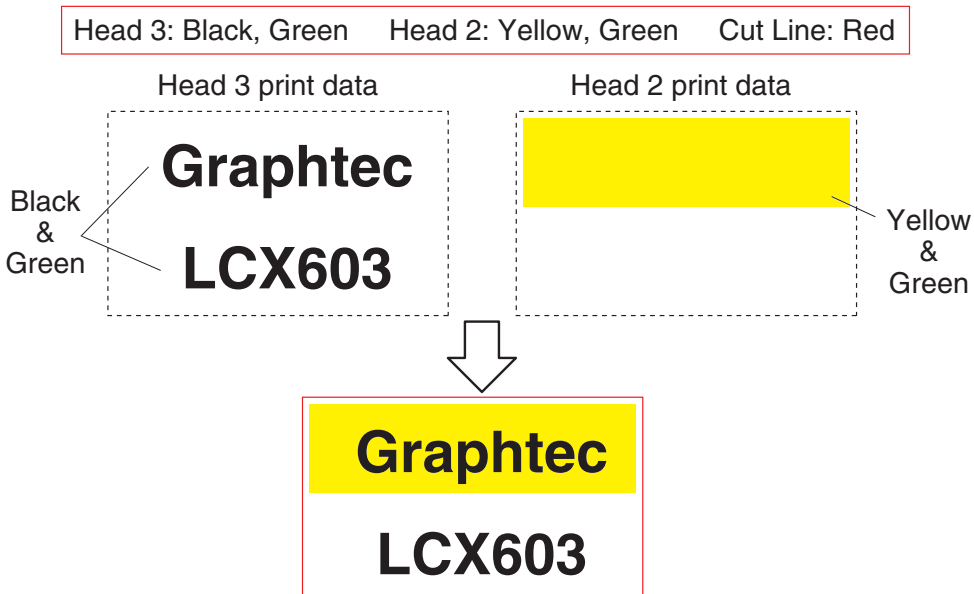 Head 3: Black, Green Head 2: Yellow, Green Cut Line: Red
Head 3 print data
Head 2 print data
Graphtec
LCX603
Black
&
Green
Yellow
&
Green
Graphtec
LCX603